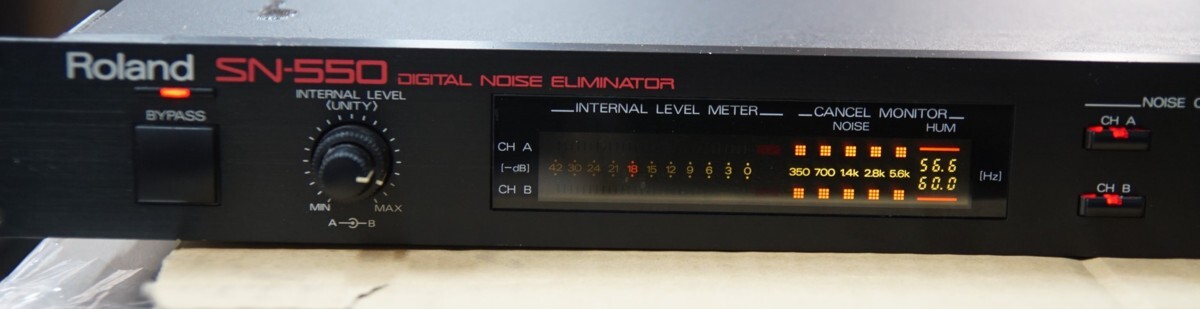 Roland SN-550 DIGITAL NOISE ELIMINATOR
BYPASS
INTERNAL LEVEL
(UNITY)
MIN MAX
A B
INTERNAL LEVEL METER
CH A
[-dB] 42 30 24 21 18 15 12 9 6 3 0
CH B
CANCEL MONITOR
NOISE HUM
56.6
350 700 1.4k 2.8k 5.6k [Hz]
60.0
NOISE
CH A
CH B